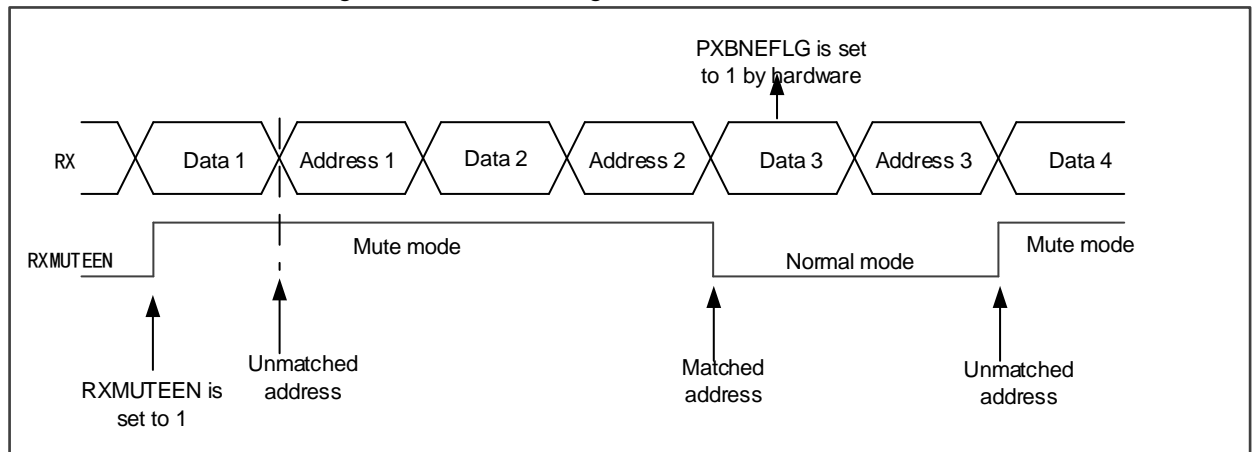 PXBNEFLG is set
to 1 by hardware
RX
Data 1
Address 1
Data 2
Address 2
Data 3
Address 3
Data 4
RXMUTEEN
Mute mode
Normal mode
Mute mode
RXMUTEEN is
set to 1
Unmatched
address
Matched
address
Unmatched
address